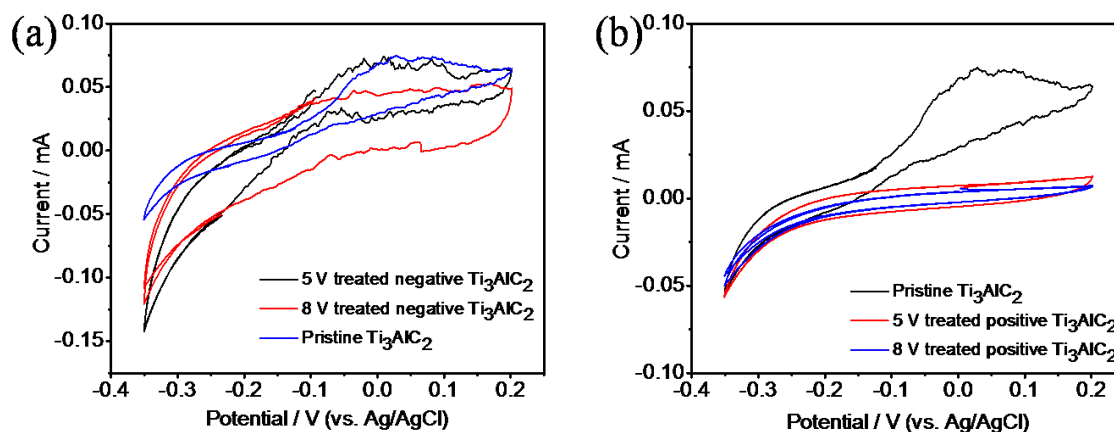 (a)
0.10
0.05
0.00
-0.05
-0.10
-0.15
Current / mA
5 V treated negative Ti3AlC2
8 V treated negative Ti3AlC2
Pristine Ti3AlC2
-0.4 -0.3 -0.2 -0.1 0.0 0.1 0.2
Potential / V (vs. Ag/AgCl)
(b)
0.10
0.05
0.00
-0.05
-0.10
Current / mA
Pristine Ti3AlC2
5 V treated positive Ti3AlC2
8 V treated positive Ti3AlC2
-0.4 -0.3 -0.2 -0.1 0.0 0.1 0.2
Potential / V (vs. Ag/AgCl)